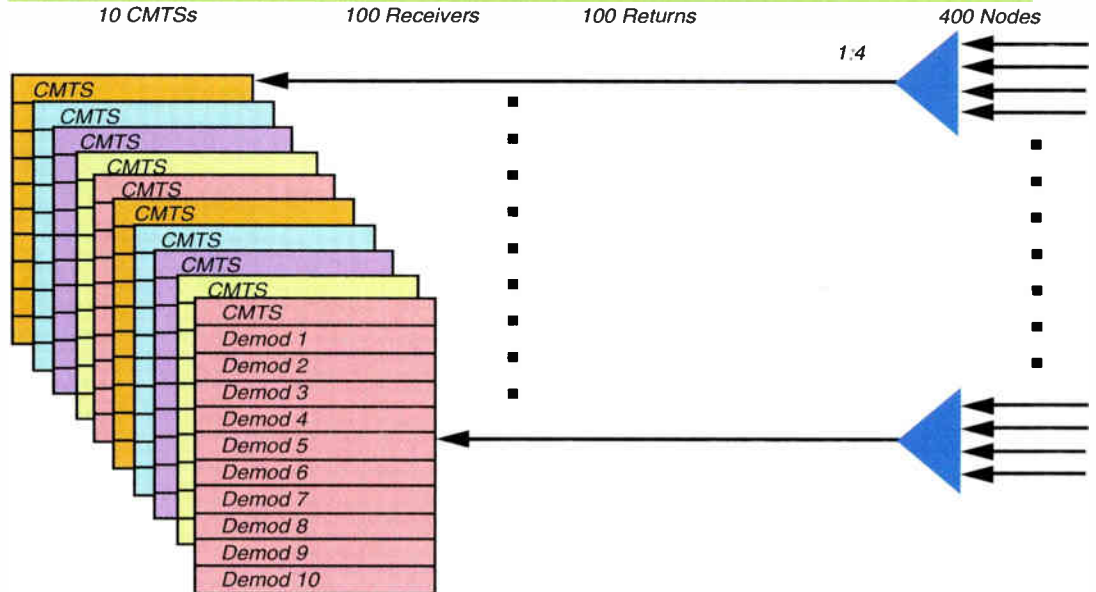 10 CMTSs 100 Receivers 100 Returns 400 Nodes
1:4
CMTS
CMTS
CMTS
CMTS
CMTS
CMTS
CMTS
CMTS
CMTS
CMTS
Demod 1
Demod 2
Demod 3
Demod 4
Demod 5
Demod 6
Demod 7
Demod 8
Demod 9
Demod 10